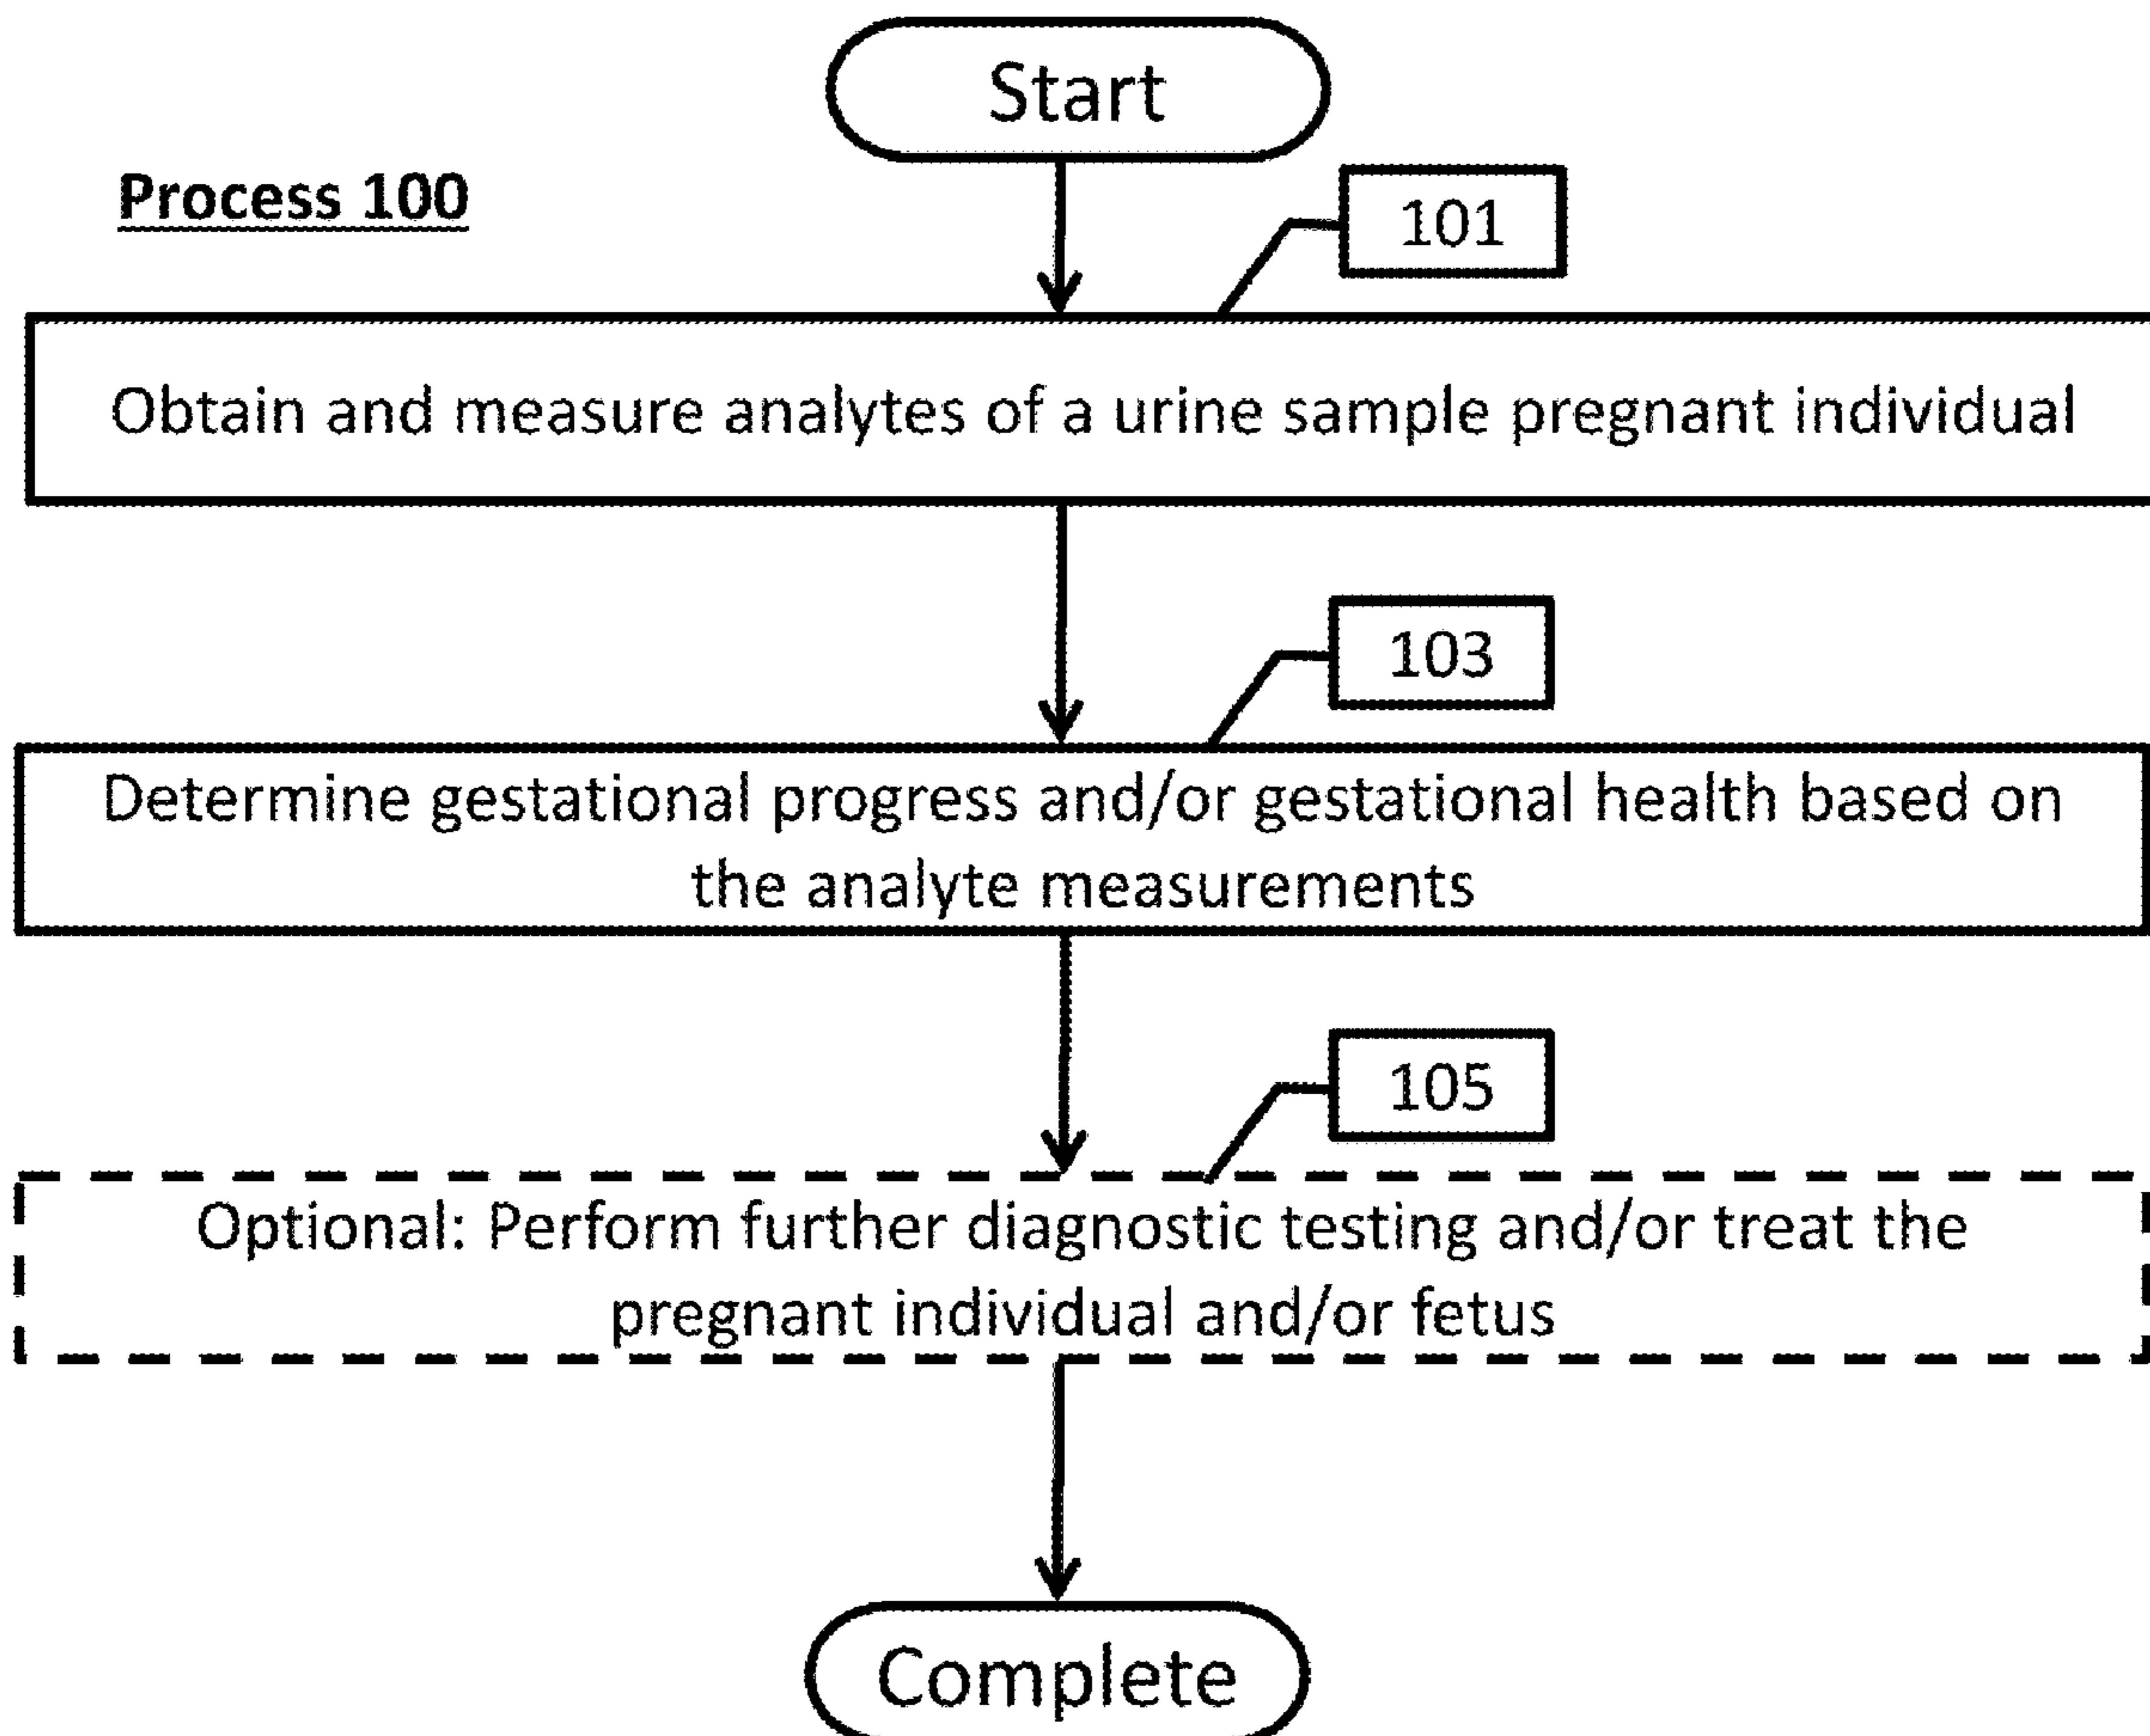 Start
Process 100
101
Obtain and measure analytes of a urine sample pregnant individual
103
Determine gestational progress and/or gestational health based on
the analyte measurements
105
Optional: Perform further diagnostic testing and/or treat the
pregnant individual and/or fetus
Complete